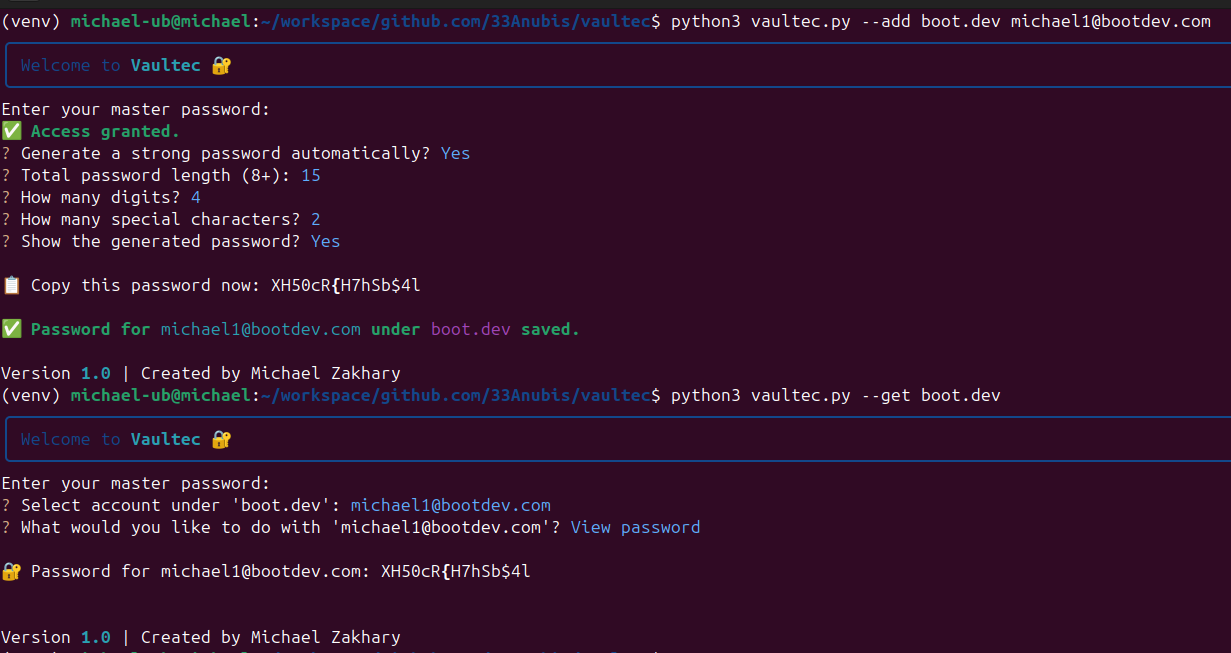 (venv) michael-ub@michael:~/workspace/github.com/33Anubis/vaultec$ python3 vaultec.py --add boot.dev michael1@bootdev.com
Welcome to Vaultec 🔐
Enter your master password:
✅ Access granted.
? Generate a strong password automatically? Yes
? Total password length (8+): 15
? How many digits? 4
? How many special characters? 2
? Show the generated password? Yes
📋 Copy this password now: XH50cR{H7hSb$4l
✅ Password for michael1@bootdev.com under boot.dev saved.
Version 1.0 | Created by Michael Zakhary
(venv) michael-ub@michael:~/workspace/github.com/33Anubis/vaultec$ python3 vaultec.py --get boot.dev
Welcome to Vaultec 🔐
Enter your master password:
? Select account under 'boot.dev': michael1@bootdev.com
? What would you like to do with 'michael1@bootdev.com'? View password
🔐 Password for michael1@bootdev.com: XH50cR{H7hSb$4l
Version 1.0 | Created by Michael Zakhary